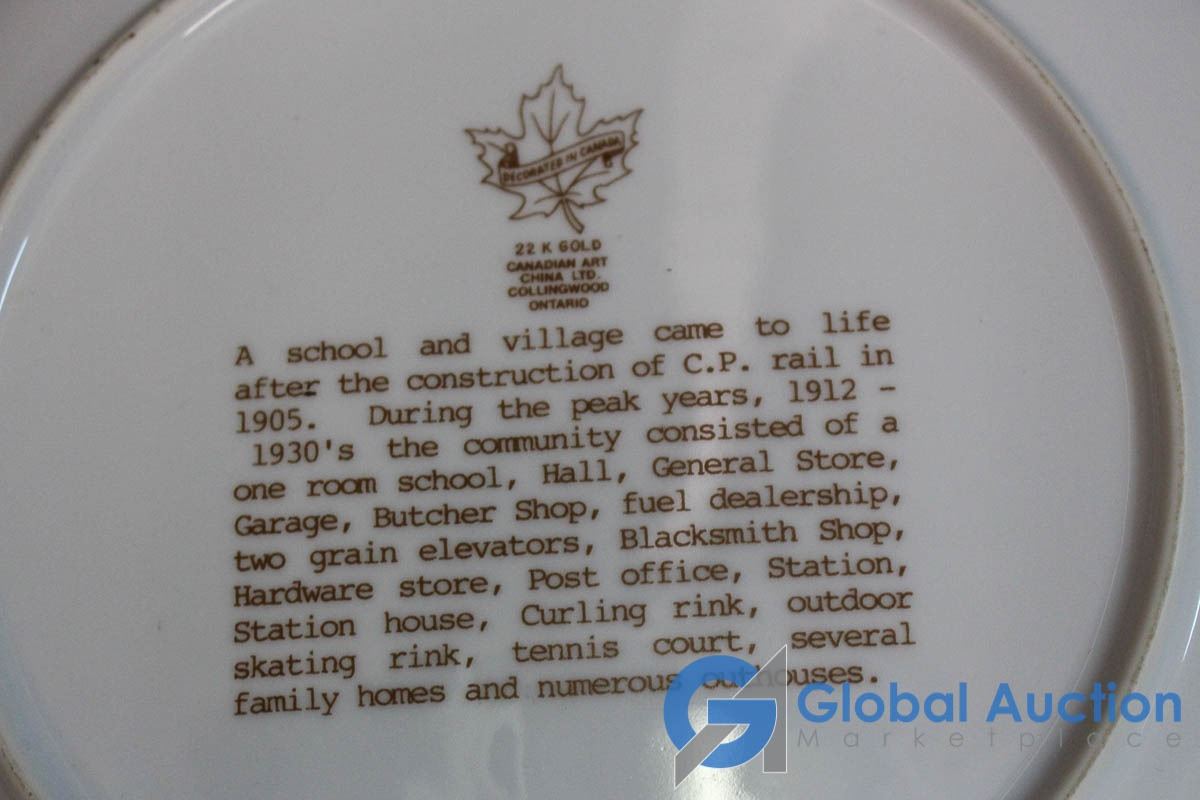 DECORATED IN CANADA
22 K GOLD
CANADIAN ART
CHINA LTD.
COLLINGWOOD
ONTARIO
A school and village came to life
after the construction of C.P. rail in
1905. During the peak years, 1912 -
1930's the community consisted of a
one room school, Hall, General Store,
Garage, Butcher Shop, fuel dealership,
two grain elevators, Blacksmith Shop,
Hardware store, Post office, Station,
Station house, Curling rink, outdoor
skating rink, tennis court, several
family homes and numerous outhouses.
Global Auction
Marketplace